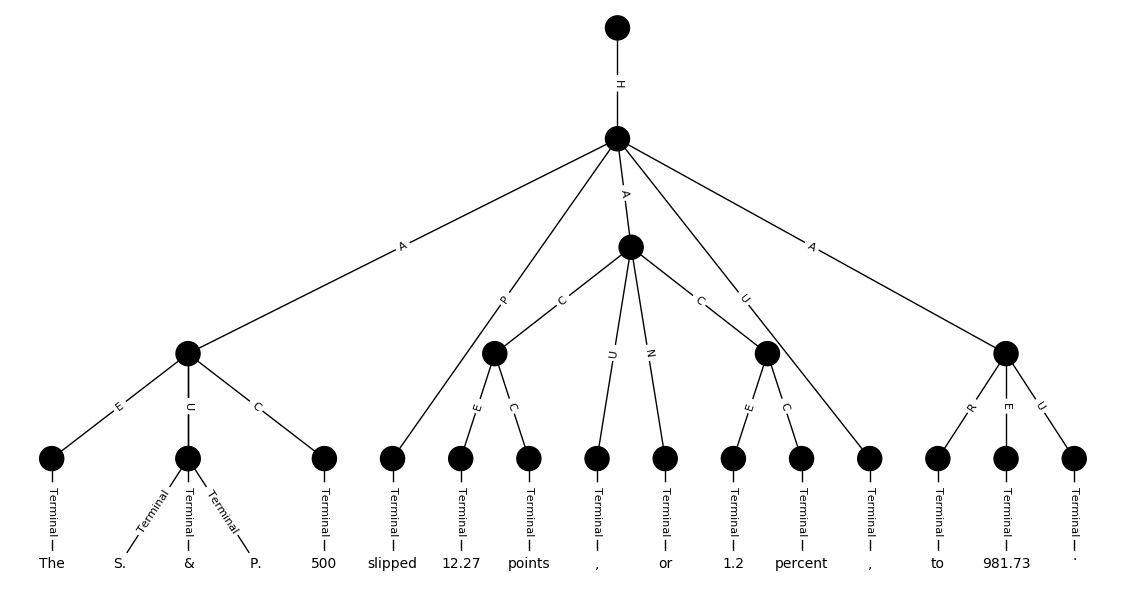 H
A
A
A
P
C
C
U
U
N
E
U
C
E
C
E
C
R
E
U
Terminal Terminal Terminal Terminal Terminal Terminal Terminal Terminal Terminal Terminal Terminal Terminal Terminal Terminal Terminal Terminal
The S. & P. 500 slipped 12.27 points , or 1.2 percent , to 981.73 .